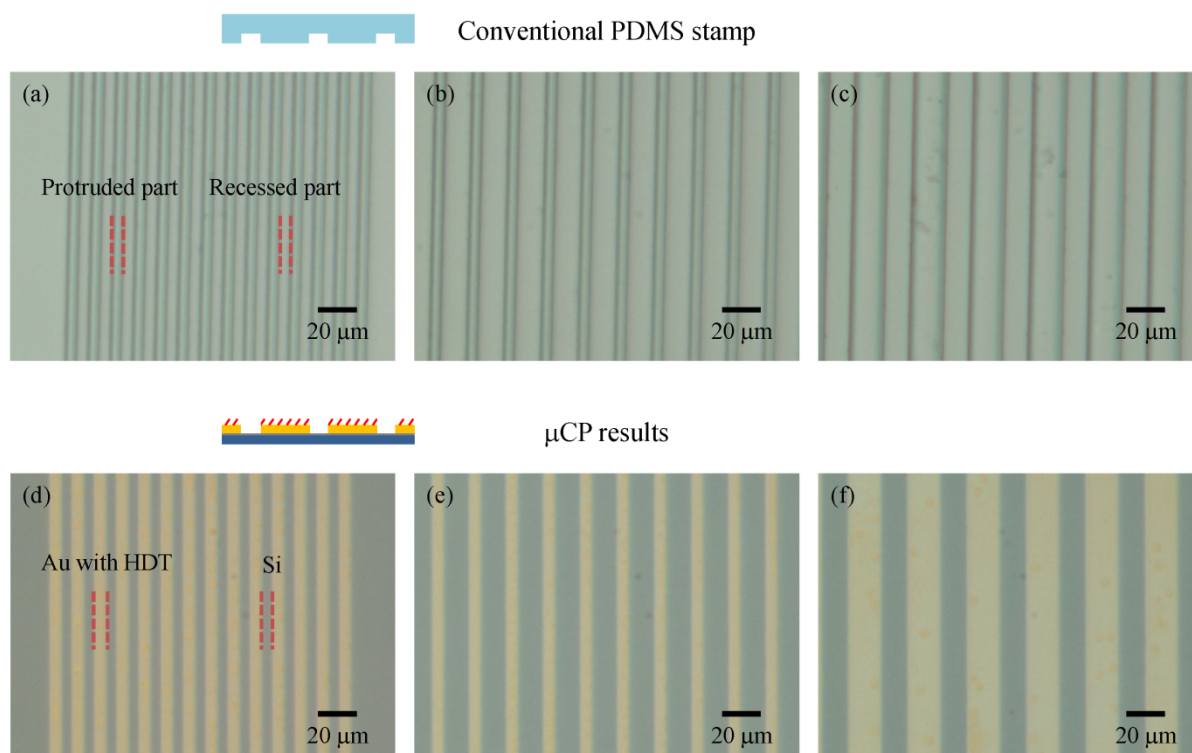 Conventional PDMS stamp
(a)
(b)
(c)
Protruded part
Recessed part
20 μm
20 μm
20 μm
μCP results
(d)
(e)
(f)
Au with HDT
Si
20 μm
20 μm
20 μm